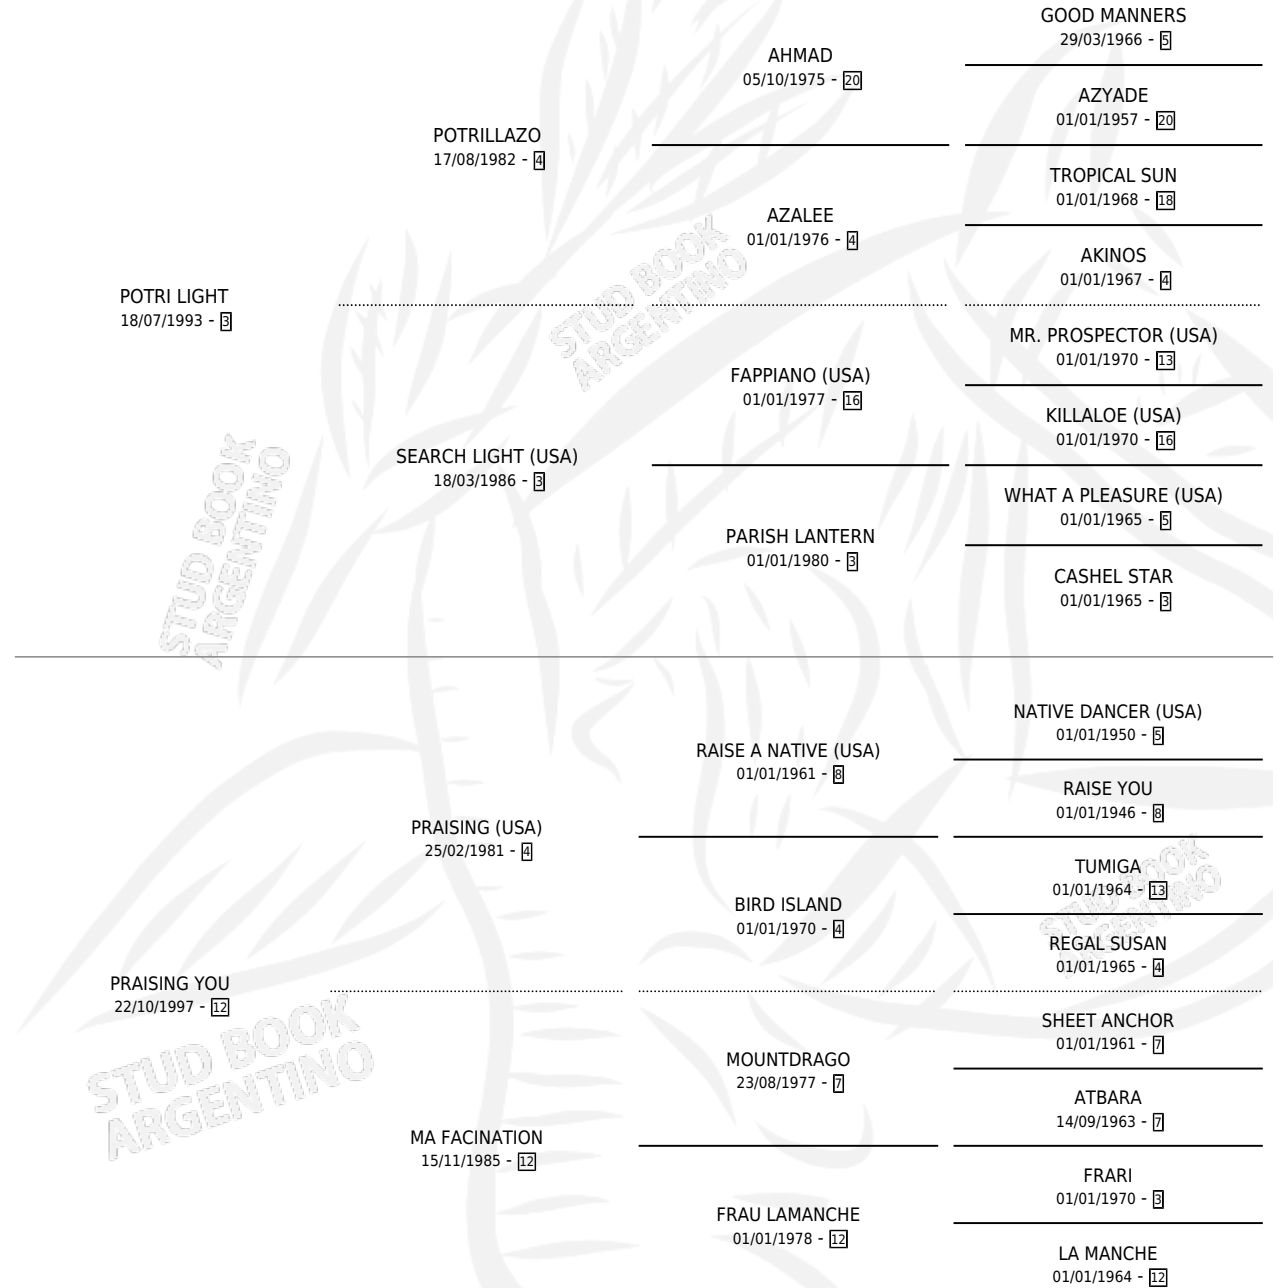 GOOD MANNERS
29/03/1966 - 5
AHMAD
05/10/1975 - 20
AZYADE
01/01/1957 - 20
POTRILLAZO
17/08/1982 - 4
TROPICAL SUN
01/01/1968 - 18
AZALEE
01/01/1976 - 4
AKINOS
01/01/1967 - 4
POTRI LIGHT
18/07/1993 - 3
MR. PROSPECTOR (USA)
01/01/1970 - 13
FAPPIANO (USA)
01/01/1977 - 16
KILLALOE (USA)
01/01/1970 - 16
SEARCH LIGHT (USA)
18/03/1986 - 3
WHAT A PLEASURE (USA)
01/01/1965 - 5
PARISH LANTERN
01/01/1980 - 3
CASHEL STAR
01/01/1965 - 3
NATIVE DANCER (USA)
01/01/1950 - 5
RAISE A NATIVE (USA)
01/01/1961 - 8
RAISE YOU
01/01/1946 - 8
PRAISING (USA)
25/02/1981 - 4
TUMIGA
01/01/1964 - 13
BIRD ISLAND
01/01/1970 - 4
REGAL SUSAN
01/01/1965 - 4
PRAISING YOU
22/10/1997 - 12
SHEET ANCHOR
01/01/1961 - 7
MOUNTDRAGO
23/08/1977 - 7
ATBARA
14/09/1963 - 7
MA FACINATION
15/11/1985 - 12
FRARI
01/01/1970 - 3
FRAU LAMANCHE
01/01/1978 - 12
LA MANCHE
01/01/1964 - 12
STUD BOOK
ARGENTINO
STUD BOOK
ARGENTINO
STUD BOOK
ARGENTINO
STUD BOOK
ARGENTINO